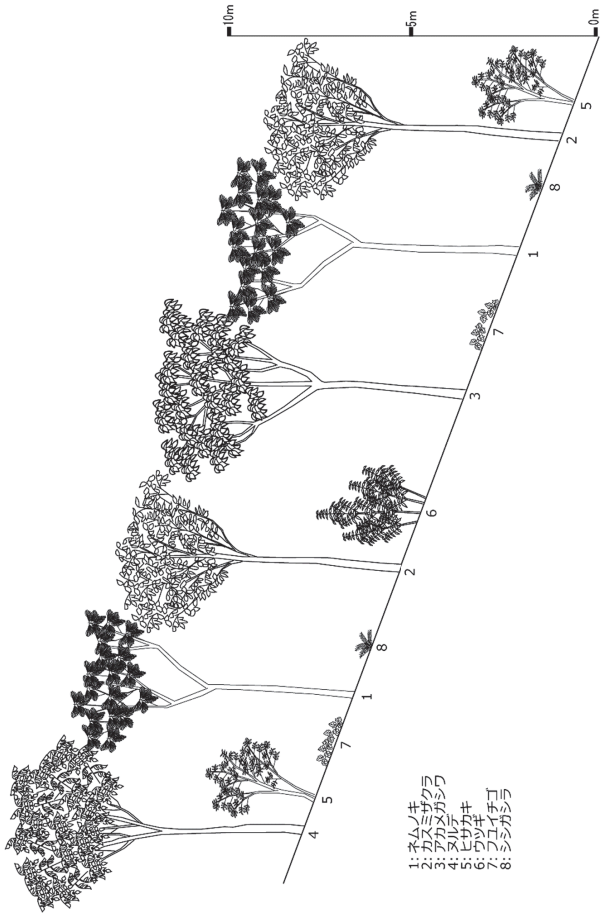 10m
5m
0m
4
5
7
1
8
2
6
3
7
1
8
2
5
1: ネムノキ
2: カスミザクラ
3: アカメガシワ
4: ヌルデ
5: ヒサカキ
6: ウツギ
7: フユイチゴ
8: シシガシラ